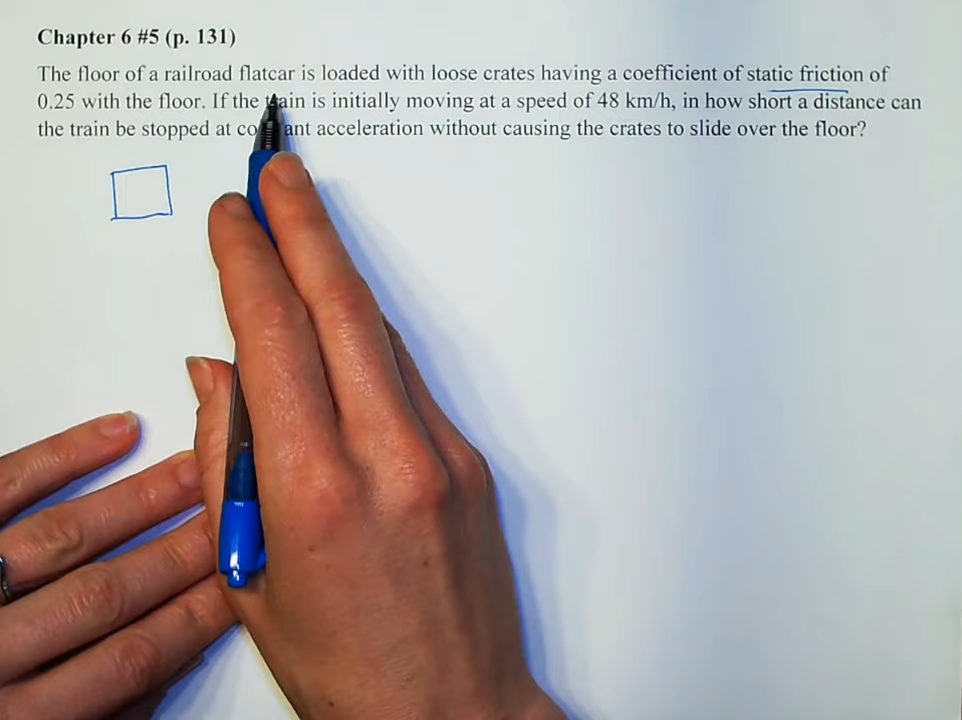 Chapter 6 #5 (p. 131)
The floor of a railroad flatcar is loaded with loose crates having a coefficient of static friction of
0.25 with the floor. If the train is initially moving at a speed of 48 km/h, in how short a distance can
the train be stopped at constant acceleration without causing the crates to slide over the floor?